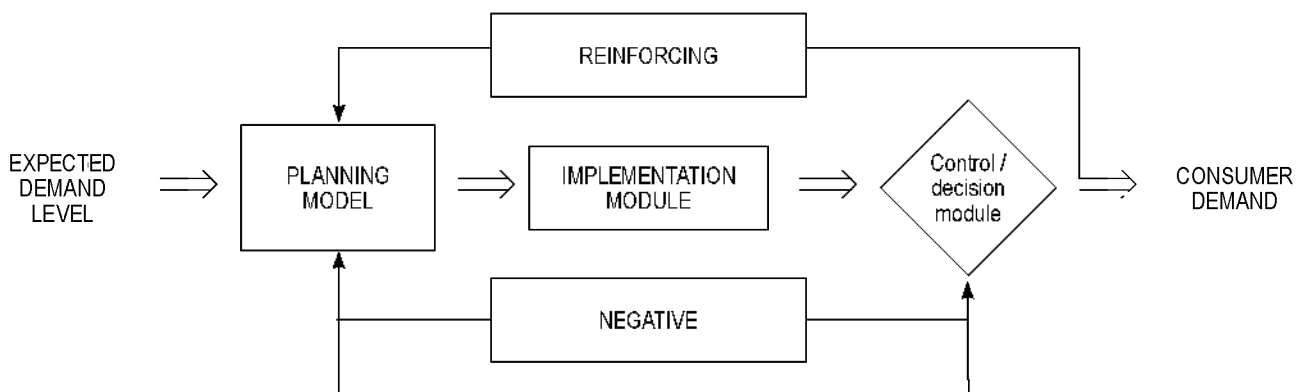 REINFORCING
EXPECTED
DEMAND
LEVEL
PLANNING
MODEL
IMPLEMENTATION
MODULE
Control /
decision
module
CONSUMER
DEMAND
NEGATIVE